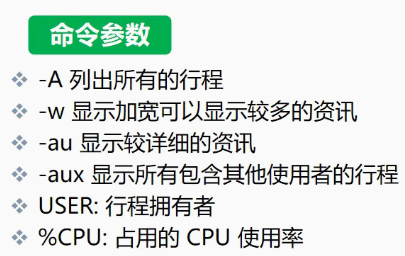 命令参数
-A 列出所有的行程
-w 显示加宽可以显示较多的资讯
-au 显示较详细的资讯
-aux 显示所有包含其他使用者的行程
USER: 行程拥有者
%CPU: 占用的 CPU 使用率